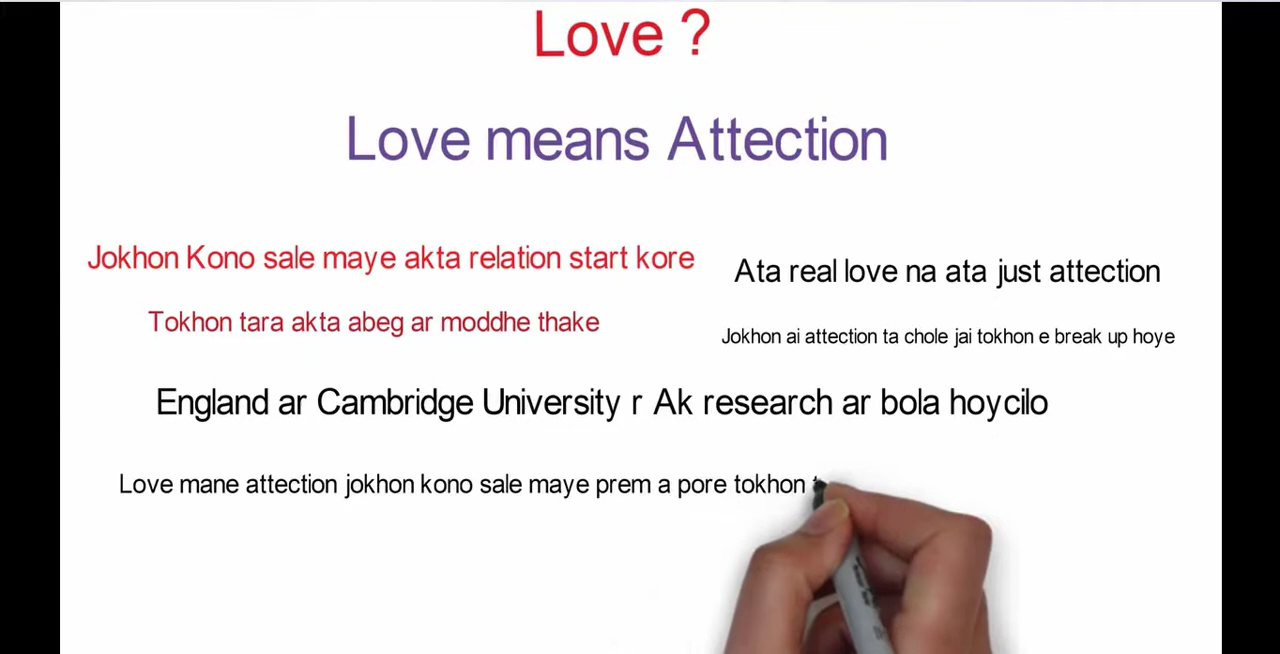 Love ?
Love means Attection
Jokhon Kono sale maye akta relation start kore
Tokhon tara akta abeg ar moddhe thake
Ata real love na ata just attection
Jokhon ai attection ta chole jai tokhon e break up hoye
England ar Cambridge University r Ak research ar bola hoycilo
Love mane attection jokhon kono sale maye prem a pore tokhon